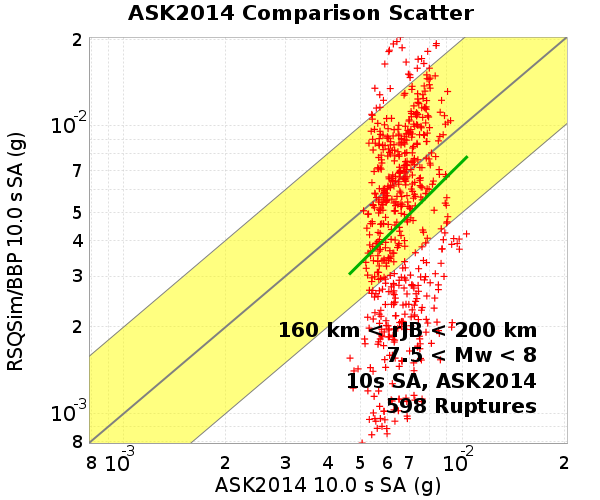 ASK2014 Comparison Scatter
RSQSim/BBP 10.0 s SA (g)
2
10-2
7
5
4
3
2
10-3
8
160 km < rJB < 200 km
7.5 < Mw < 8
10s SA, ASK2014
598 Ruptures
8 10-3 2 3 4 5 6 7 10-2 2
ASK2014 10.0 s SA (g)